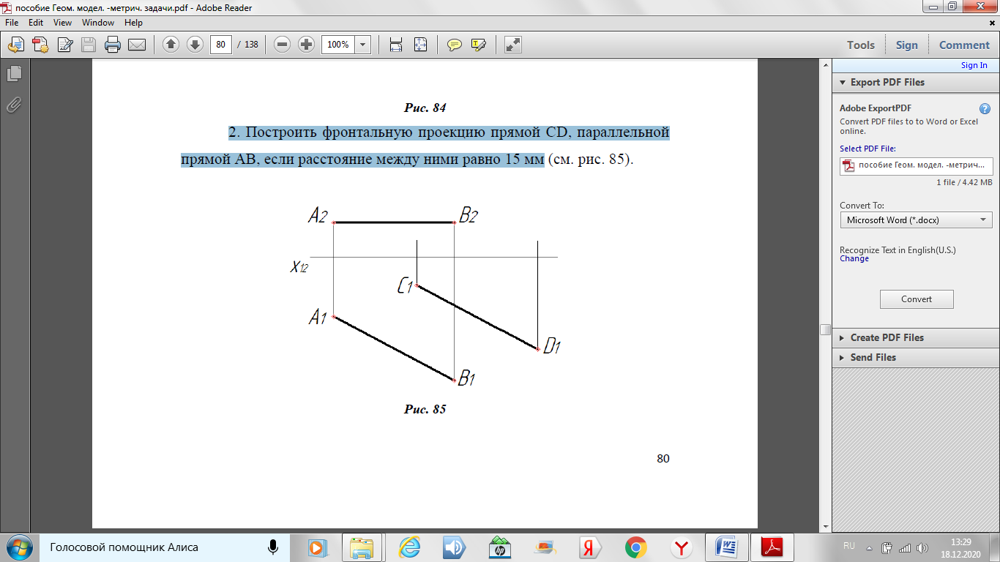 пособие Геом. модел. -метрич. задачи.pdf - Adobe Reader
File Edit View Window Help
80 / 138 100% Tools Sign Comment
Sign In
Export PDF Files
Adobe ExportPDF
Convert PDF files to to Word or Excel
online.
Select PDF File:
пособие Геом. модел. -метрич...
1 file / 4.42 MB
Convert To:
Microsoft Word (*.docx)
Recognize Text in English(U.S.)
Change
Convert
Create PDF Files
Send Files
Рис. 84
2. Построить фронтальную проекцию прямой CD, параллельной
прямой АВ, если расстояние между ними равно 15 мм (см. рис. 85).
A2 B2
X12
C1
A1
D1
B1
Рис. 85
80
Голосовой помощник Алиса
RU
13:29
18.12.2020